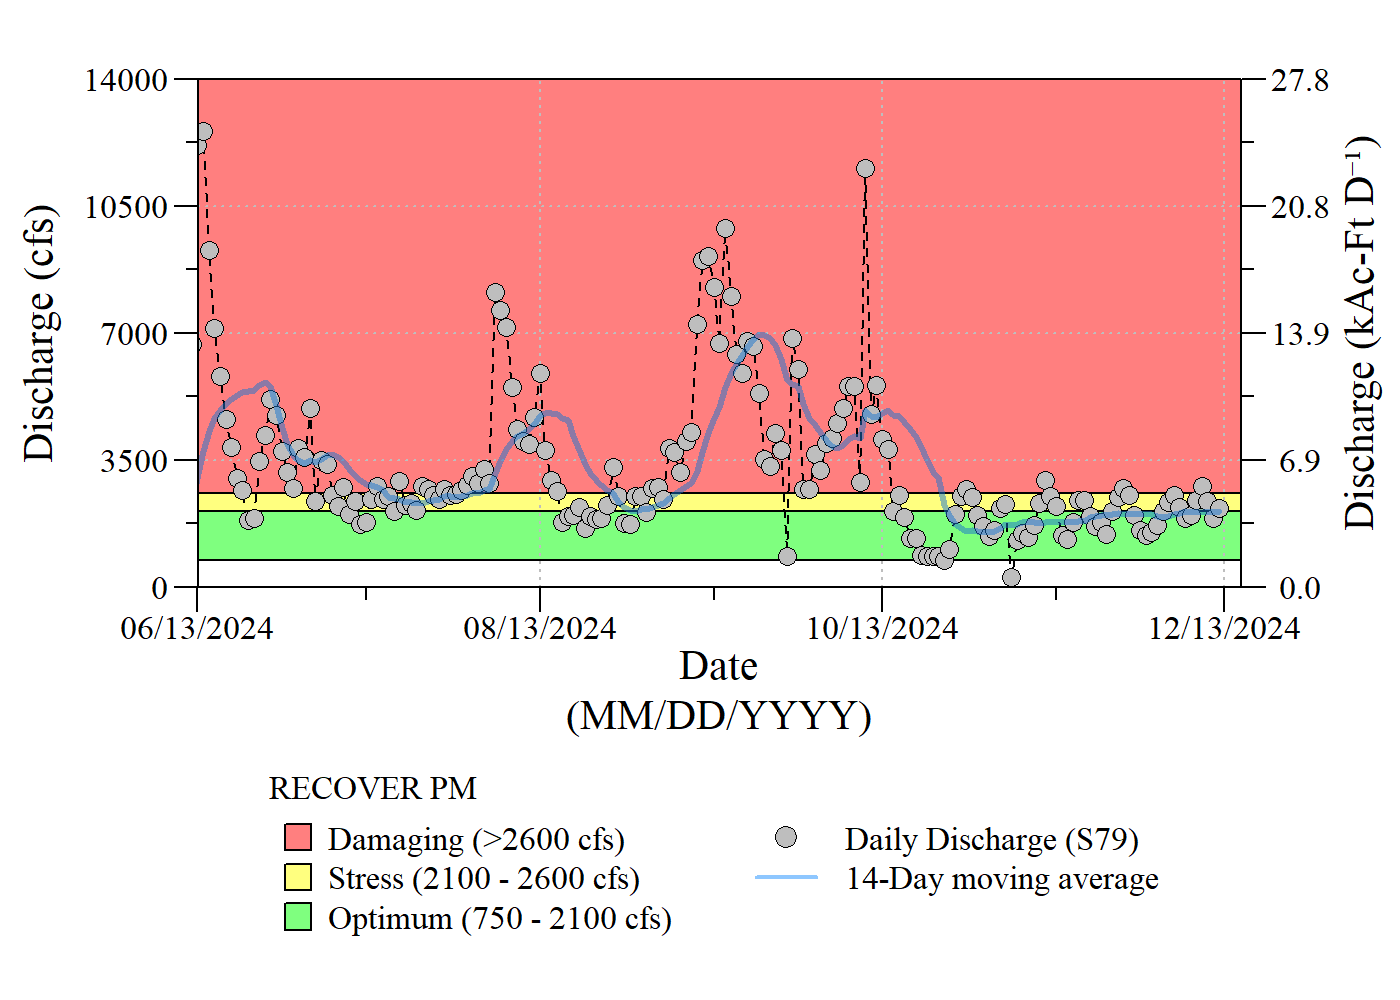 14000
10500
7000
3500
0
Discharge (cfs)
27.8
20.8
13.9
6.9
0.0
Discharge (kAc-Ft D⁻¹)
06/13/2024 08/13/2024 10/13/2024 12/13/2024
Date
(MM/DD/YYYY)
RECOVER PM
Damaging (>2600 cfs)
Stress (2100 - 2600 cfs)
Optimum (750 - 2100 cfs)
Daily Discharge (S79)
14-Day moving average